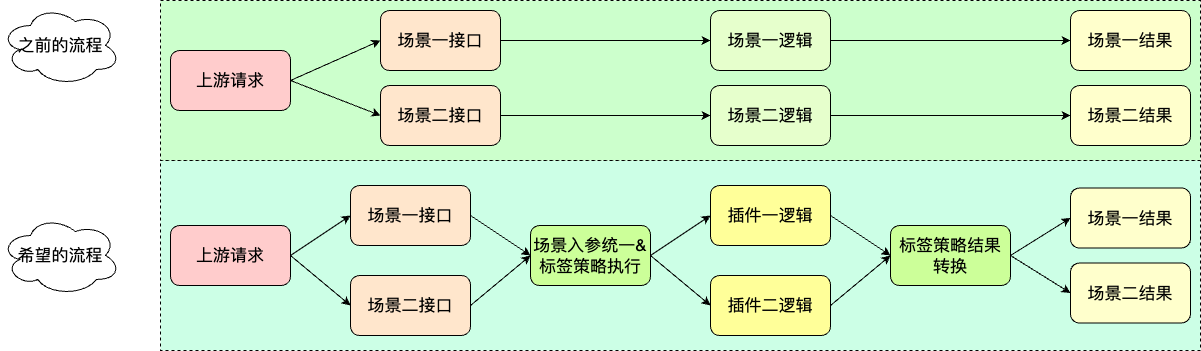 之前的流程
上游请求
场景一接口
场景一逻辑
场景一结果
场景二接口
场景二逻辑
场景二结果
希望的流程
上游请求
场景一接口
场景二接口
场景入参统一&
标签策略执行
插件一逻辑
插件二逻辑
标签策略结果
转换
场景一结果
场景二结果